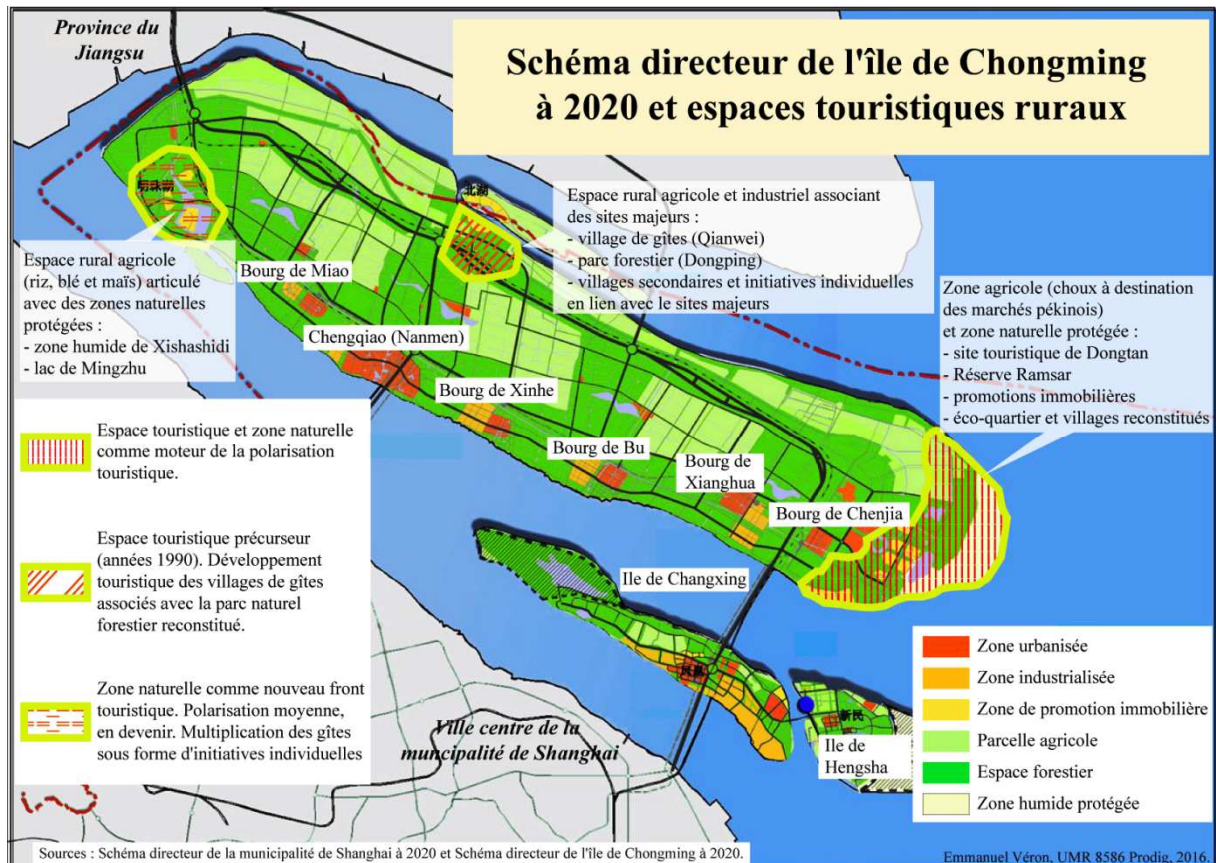 Province du
Jiangsu
Schéma directeur de l'île de Chongming
à 2020 et espaces touristiques ruraux
明珠湖
北湖
Espace rural agricole et industriel associant
des sites majeurs :
- village de gîtes (Qianwei)
- parc forestier (Dongping)
- villages secondaires et initiatives individuelles
en lien avec le sites majeurs
Espace rural agricole
(riz, blé et maïs) articulé
avec des zones naturelles
protégées :
- zone humide de Xishashidi
- lac de Mingzhu
Zone agricole (choux à destination
des marchés pékinois)
et zone naturelle protégée :
- site touristique de Dongtan
- Réserve Ramsar
- promotions immobilières
- éco-quartier et villages reconstitués
Bourg de Miao
Chengqiao (Nanmen)
Bourg de Xinhe
Bourg de Bu
Bourg de
Xianghua
Bourg de Chenjia
Ile de Changxing
新民
Ile de
Hengsha
Ville centre de la
muncipalité de Shanghai
Espace touristique et zone naturelle
comme moteur de la polarisation
touristique.
Espace touristique précurseur
(années 1990). Développement
touristique des villages de gîtes
associés avec la parc naturel
forestier reconstitué.
Zone naturelle comme nouveau front
touristique. Polarisation moyenne,
en devenir. Multiplication des gîtes
sous forme d'initiatives individuelles
Zone urbanisée
Zone industrialisée
Zone de promotion immobilière
Parcelle agricole
Espace forestier
Zone humide protégée
Sources : Schéma directeur de la municipalité de Shanghai à 2020 et Schéma directeur de l'île de Chongming à 2020.
Emmanuel Véron, UMR 8586 Prodig, 2016.